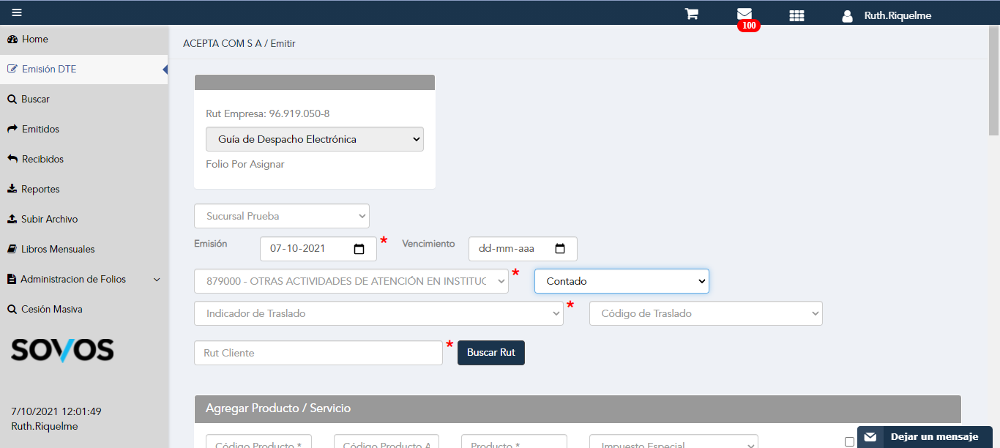 100
Ruth.Riquelme
Home
Emisión DTE
Buscar
Emitidos
Recibidos
Reportes
Subir Archivo
Libros Mensuales
Administracion de Folios
Cesión Masiva
SOVOS
7/10/2021 12:01:49
Ruth.Riquelme
ACEPTA COM S A / Emitir
Rut Empresa: 96.919.050-8
Guía de Despacho Electrónica
Folio Por Asignar
Sucursal Prueba
Emisión 07-10-2021 * Vencimiento dd-mm-aaa
879000 - OTRAS ACTIVIDADES DE ATENCIÓN EN INSTITUC * Contado
Indicador de Traslado * Código de Traslado
Rut Cliente * Buscar Rut
Agregar Producto / Servicio
Código Producto * Código Producto A Producto * Impuesto Especial
Dejar un mensaje